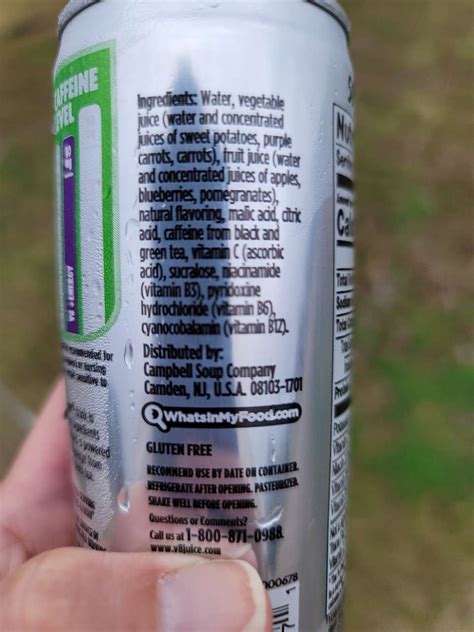 AFFEINE
EVEL
V8 +ENERGY
Ingredients: Water, vegetable
juice (water and concentrated
juices of sweet potatoes, purple
carrots, carrots), fruit juice (water
and concentrated juices of apples,
blueberries, pomegranates),
natural flavoring, malic acid, citric
acid, caffeine from black and
green tea, vitamin C (ascorbic
acid), sucralose, niacinamide
(vitamin B3), pyridoxine
hydrochloride (vitamin B6),
cyanocobalamin (vitamin B12).
Distributed by:
Campbell Soup Company
Camden, NJ, U.S.A. 08103-1701
WhatsInMyFood.com
GLUTEN FREE
RECOMMEND USE BY DATE ON CONTAINER.
REFRIGERATE AFTER OPENING. PASTEURIZED.
SHAKE WELL BEFORE OPENING.
Questions or Comments?
Call us at 1-800-871-0988
www.v8juice.com